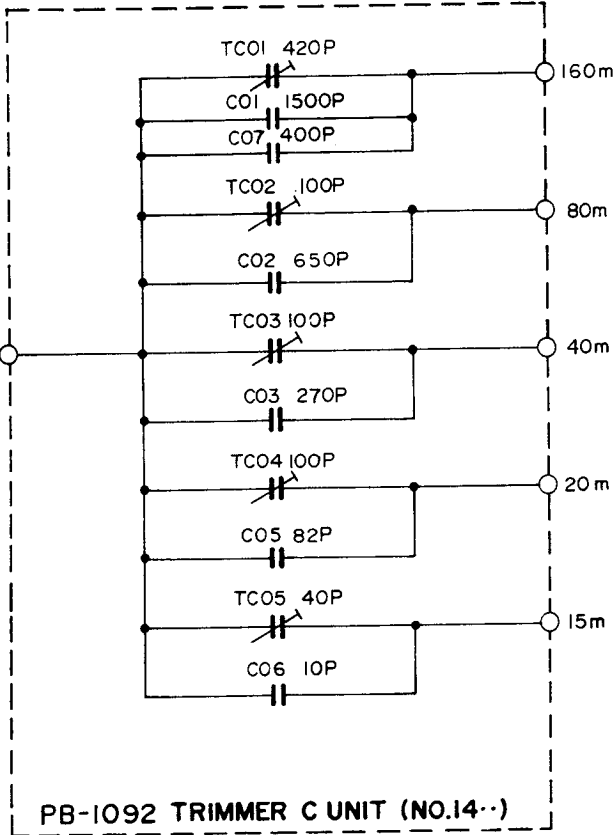 TC01 420P
160m
C01 1500P
C07 400P
TC02 100P
80m
C02 650P
TC03 100P
40m
C03 270P
TC04 100P
20m
C05 82P
TC05 40P
15m
C06 10P
PB-1092 TRIMMER C UNIT (NO.14··)